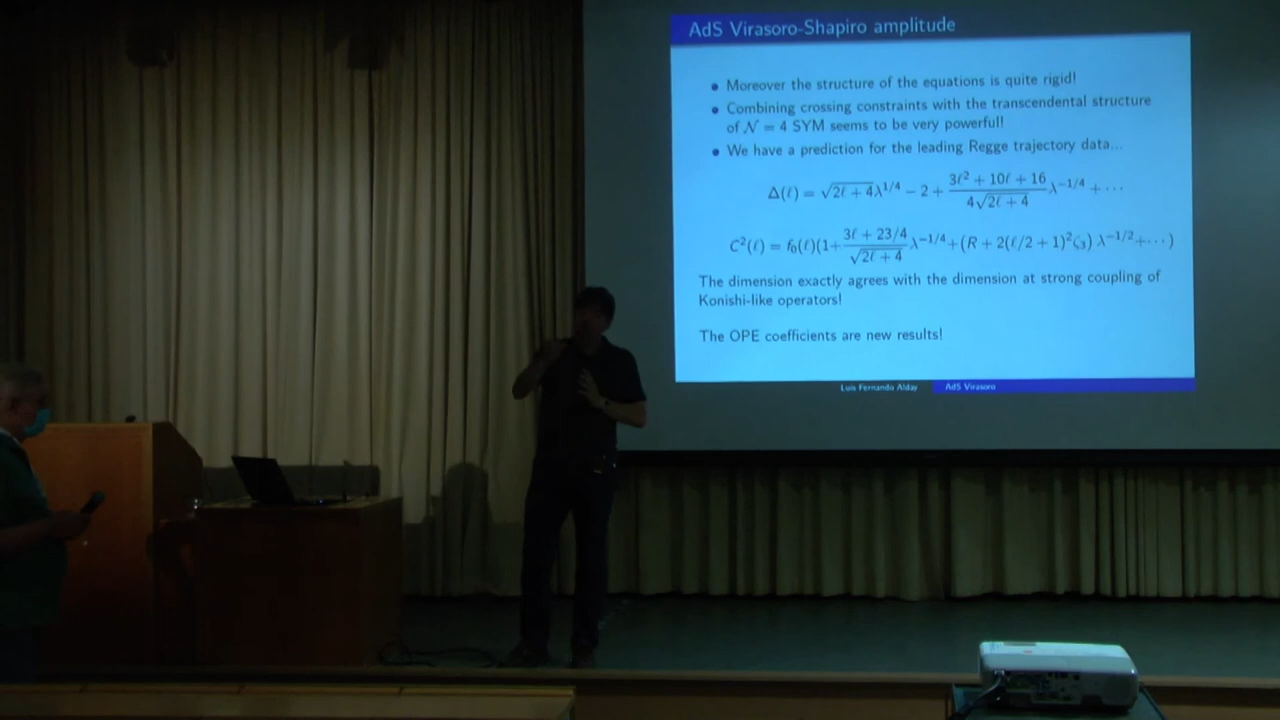 AdS Virasoro-Shapiro amplitude
Moreover the structure of the equations is quite rigid!
Combining crossing constraints with the transcendental structure
of 𝒩 = 4 SYM seems to be very powerful!
We have a prediction for the leading Regge trajectory data...
Δ(ℓ) = √(2ℓ + 4)λ^{1/4} − 2 + (3ℓ² + 10ℓ + 16)/(4√(2ℓ + 4)) λ^{−1/4} + ⋯
C²(ℓ) = f₀(ℓ)(1 + (3ℓ + 23/4)/√(2ℓ + 4) λ^{−1/4} + (R + 2(ℓ/2 + 1)²ζ₃) λ^{−1/2} + ⋯)
The dimension exactly agrees with the dimension at strong coupling of
Konishi-like operators!
The OPE coefficients are new results!
Luis Fernando Alday AdS Virasoro